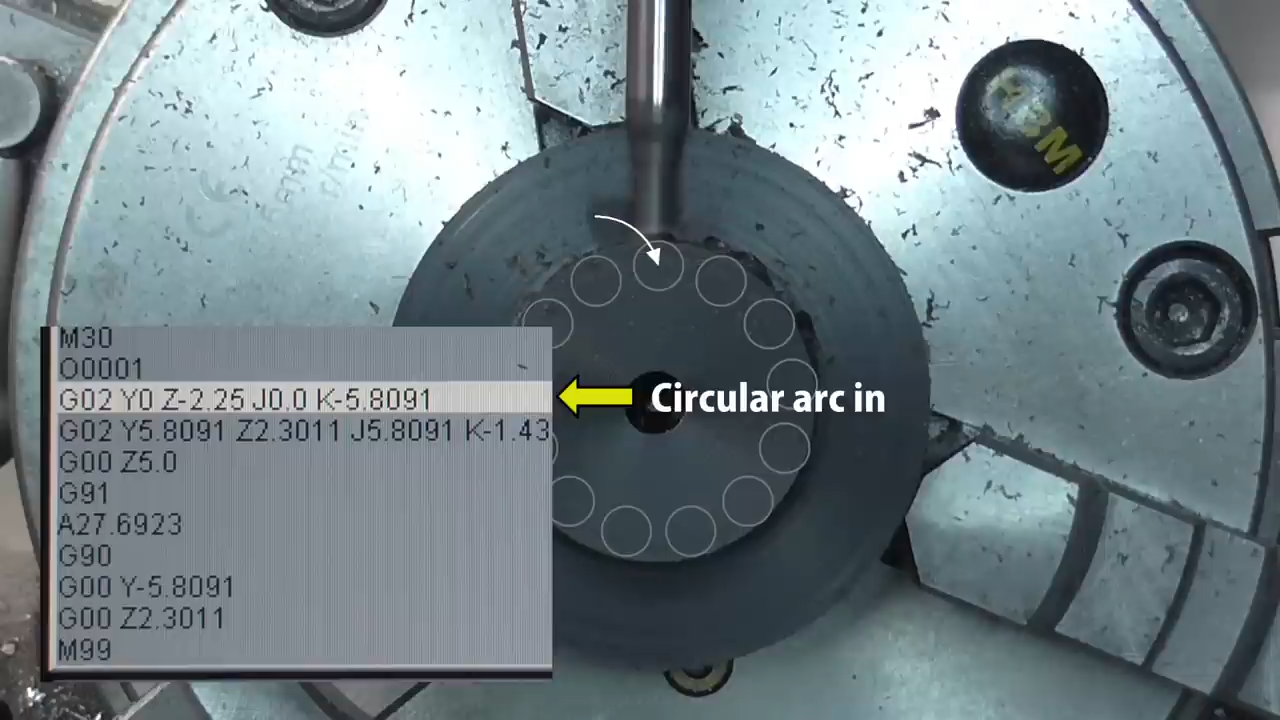 HBM
M30
O0001
G02 Y0 Z-2.25 J0.0 K-5.8091
Circular arc in
G02 Y5.8091 Z2.3011 J5.8091 K-1.43
G00 Z5.0
G91
A27.6923
G90
G00 Y-5.8091
G00 Z2.3011
M99